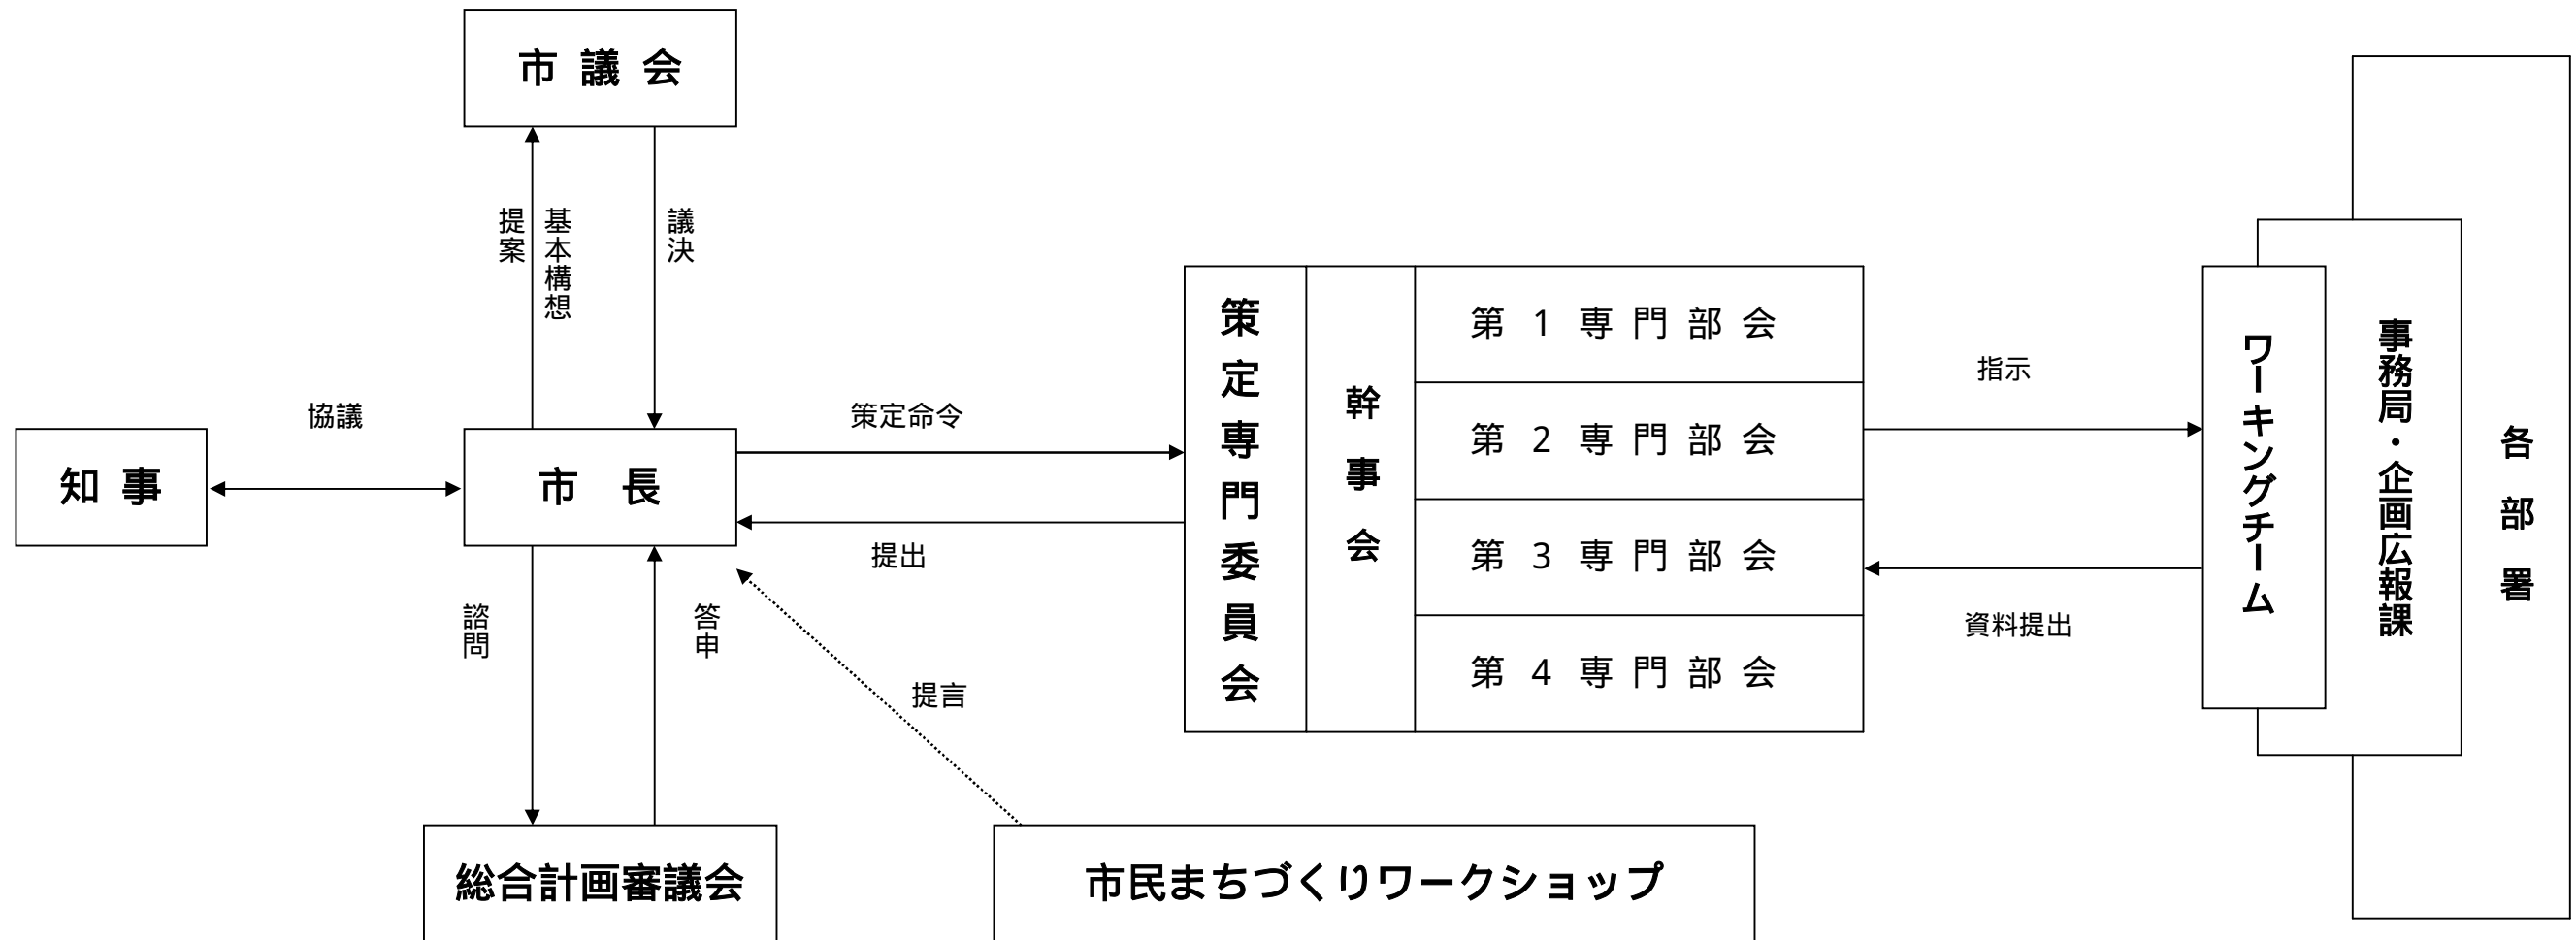 市議会
提案
基本構想
議決
知事
協議
市長
策定命令
提出
諮問
答申
提言
総合計画審議会
市民まちづくりワークショップ
策定専門委員会
幹事会
第1専門部会
第2専門部会
第3専門部会
第4専門部会
指示
資料提出
ワーキングチーム
事務局・企画広報課
各部署